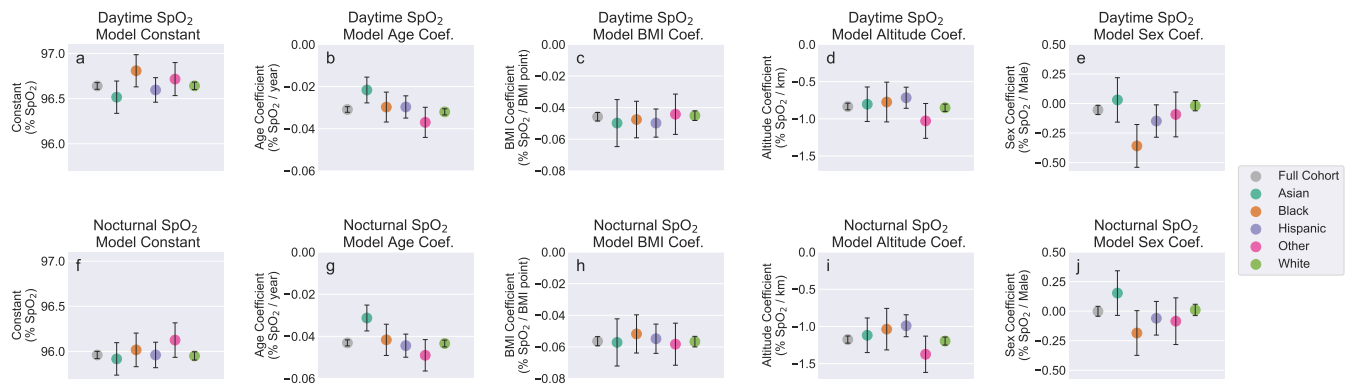 Daytime SpO₂
Model Constant
a
97.0
96.5
96.0
Constant
(% SpO₂)
Daytime SpO₂
Model Age Coef.
b
0.00
−0.02
−0.04
−0.06
Age Coefficient
(% SpO₂ / year)
Daytime SpO₂
Model BMI Coef.
c
0.00
−0.02
−0.04
−0.06
−0.08
BMI Coefficient
(% SpO₂ / BMI point)
Daytime SpO₂
Model Altitude Coef.
d
0.0
−0.5
−1.0
−1.5
Altitude Coefficient
(% SpO₂ / km)
Daytime SpO₂
Model Sex Coef.
e
0.50
0.25
0.00
−0.25
−0.50
Sex Coefficient
(% SpO₂ / Male)
Full Cohort
Asian
Black
Hispanic
Other
White
Nocturnal SpO₂
Model Constant
f
97.0
96.5
96.0
Constant
(% SpO₂)
Nocturnal SpO₂
Model Age Coef.
g
0.00
−0.02
−0.04
−0.06
Age Coefficient
(% SpO₂ / year)
Nocturnal SpO₂
Model BMI Coef.
h
0.00
−0.02
−0.04
−0.06
−0.08
BMI Coefficient
(% SpO₂ / BMI point)
Nocturnal SpO₂
Model Altitude Coef.
i
0.0
−0.5
−1.0
−1.5
Altitude Coefficient
(% SpO₂ / km)
Nocturnal SpO₂
Model Sex Coef.
j
0.50
0.25
0.00
−0.25
−0.50
Sex Coefficient
(% SpO₂ / Male)